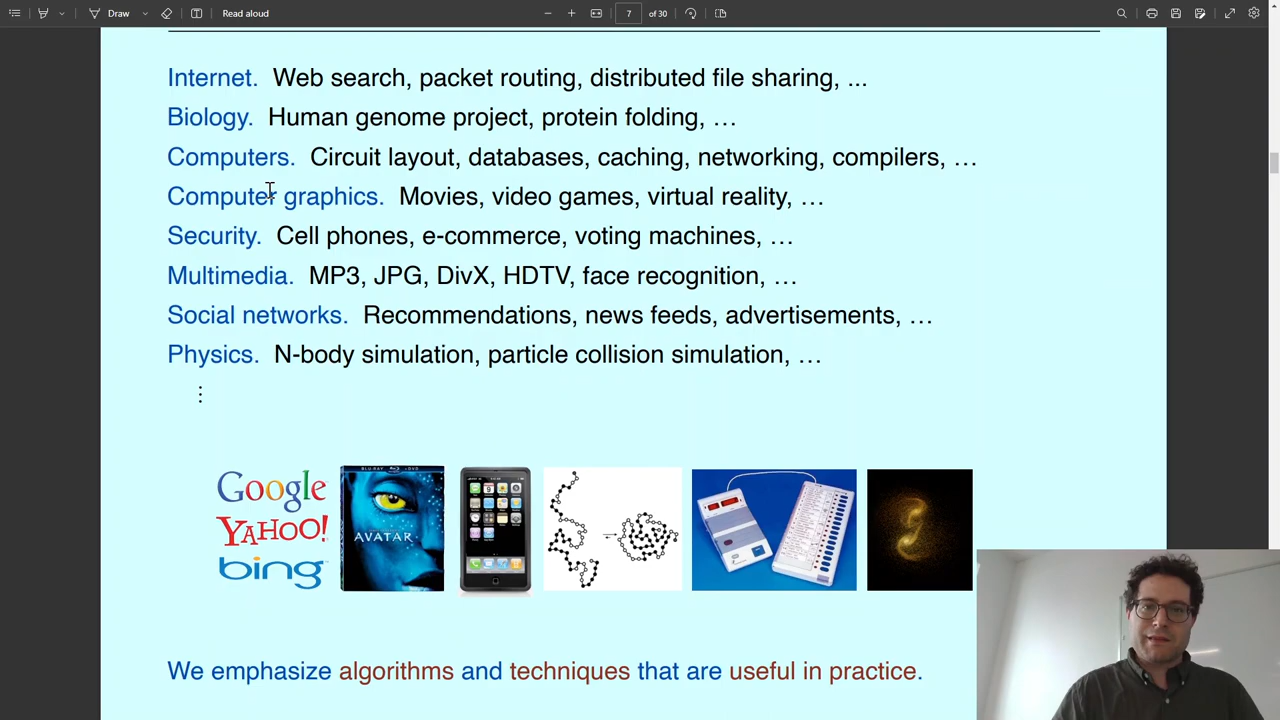 Draw
Read aloud
7
of 30
Internet. Web search, packet routing, distributed file sharing, ...
Biology. Human genome project, protein folding, …
Computers. Circuit layout, databases, caching, networking, compilers, …
Computer graphics. Movies, video games, virtual reality, …
Security. Cell phones, e-commerce, voting machines, …
Multimedia. MP3, JPG, DivX, HDTV, face recognition, …
Social networks. Recommendations, news feeds, advertisements, …
Physics. N-body simulation, particle collision simulation, …
⋮
Google
YAHOO!
bing
AVATAR
We emphasize algorithms and techniques that are useful in practice.